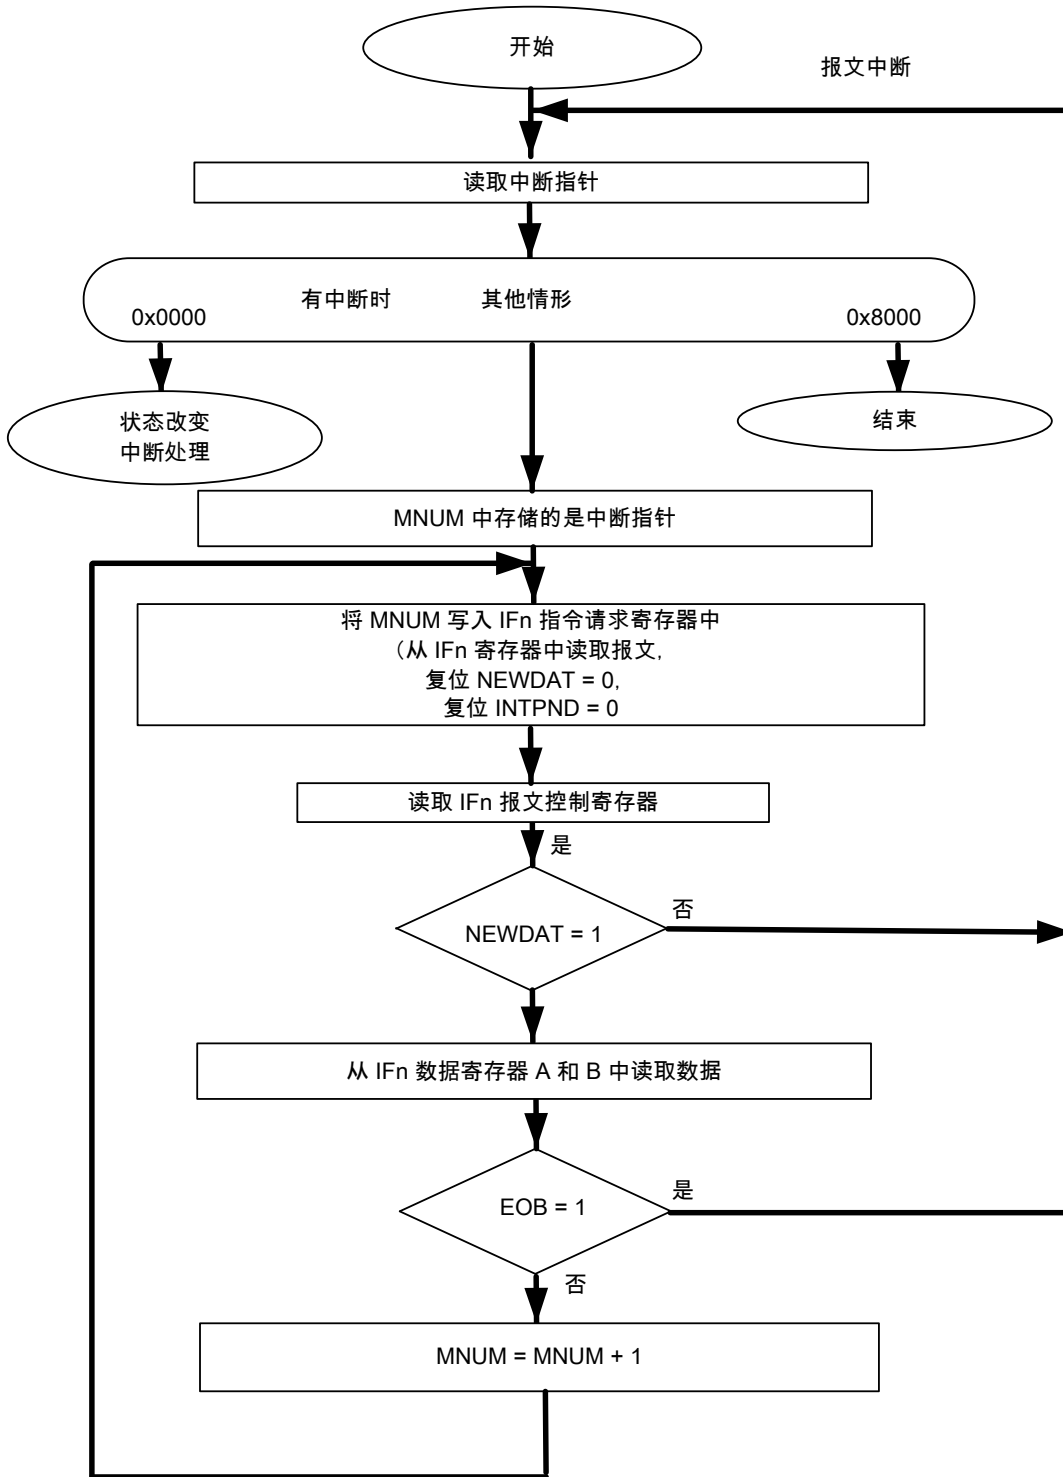 开始
报文中断
读取中断指针
有中断时 其他情形
0x0000 0x8000
状态改变
中断处理
结束
MNUM 中存储的是中断指针
将 MNUM 写入 IFn 指令请求寄存器中
（从 IFn 寄存器中读取报文,
复位 NEWDAT = 0,
复位 INTPND = 0
读取 IFn 报文控制寄存器
是
否
NEWDAT = 1
从 IFn 数据寄存器 A 和 B 中读取数据
是
EOB = 1
否
MNUM = MNUM + 1